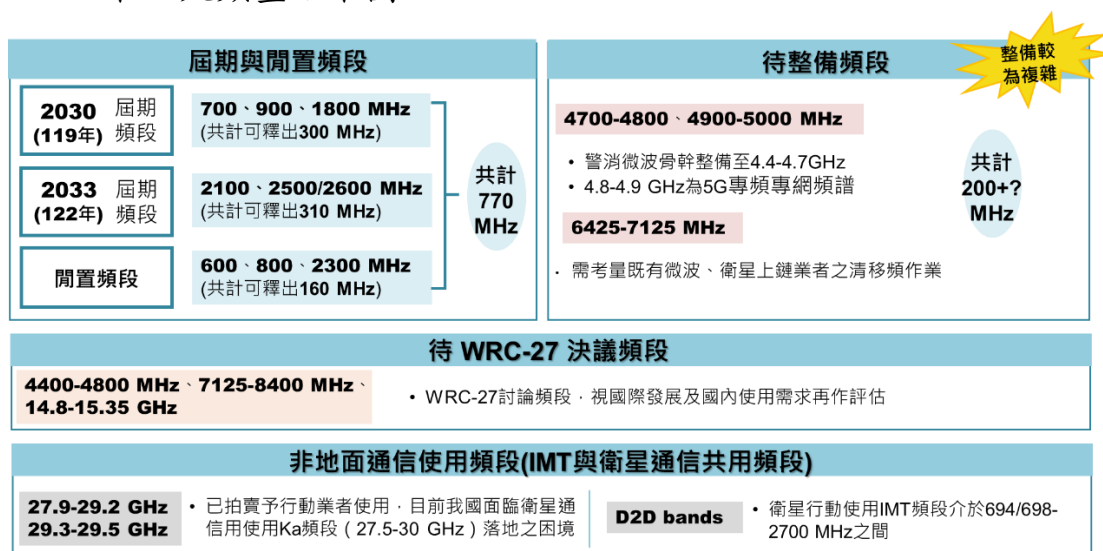 屆期與閒置頻段
2030 屆期
(119年) 頻段
700、900、1800 MHz
(共計可釋出300 MHz)
2033 屆期
(122年) 頻段
2100、2500/2600 MHz
(共計可釋出310 MHz)
閒置頻段
600、800、2300 MHz
(共計可釋出160 MHz)
共計
770
MHz
待整備頻段
整備較
為複雜
4700-4800、4900-5000 MHz
• 警消微波骨幹整備至4.4-4.7GHz
• 4.8-4.9 GHz為5G專頻專網頻譜
6425-7125 MHz
· 需考量既有微波、衛星上鏈業者之清移頻作業
共計
200+?
MHz
待 WRC-27 決議頻段
4400-4800 MHz、7125-8400 MHz、
14.8-15.35 GHz
• WRC-27討論頻段，視國際發展及國內使用需求再作評估
非地面通信使用頻段(IMT與衛星通信共用頻段)
27.9-29.2 GHz
29.3-29.5 GHz
• 已拍賣予行動業者使用，目前我國面臨衛星通
信用使用Ka頻段（27.5-30 GHz）落地之困境
D2D bands
• 衛星行動使用IMT頻段介於694/698-
2700 MHz之間